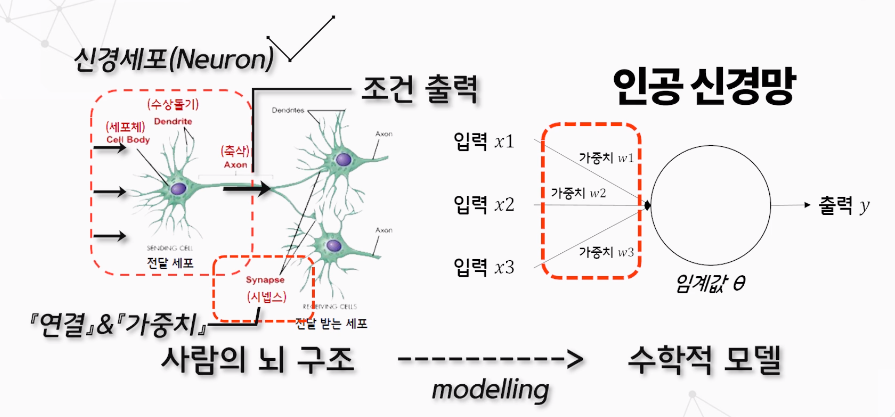 신경세포(Neuron)
조건 출력
인공 신경망
(수상돌기)
Dendrite
(세포체)
Cell Body
(축삭)
Axon
SENDING CELL
전달 세포
Dendrites
Axon
Axon
Synapse
(시냅스)
RECEIVING CELLS
전달 받는 세포
『연결』&『가중치』
입력 x1
입력 x2
입력 x3
가중치 w1
가중치 w2
가중치 w3
임계값 θ
출력 y
사람의 뇌 구조
modelling
수학적 모델